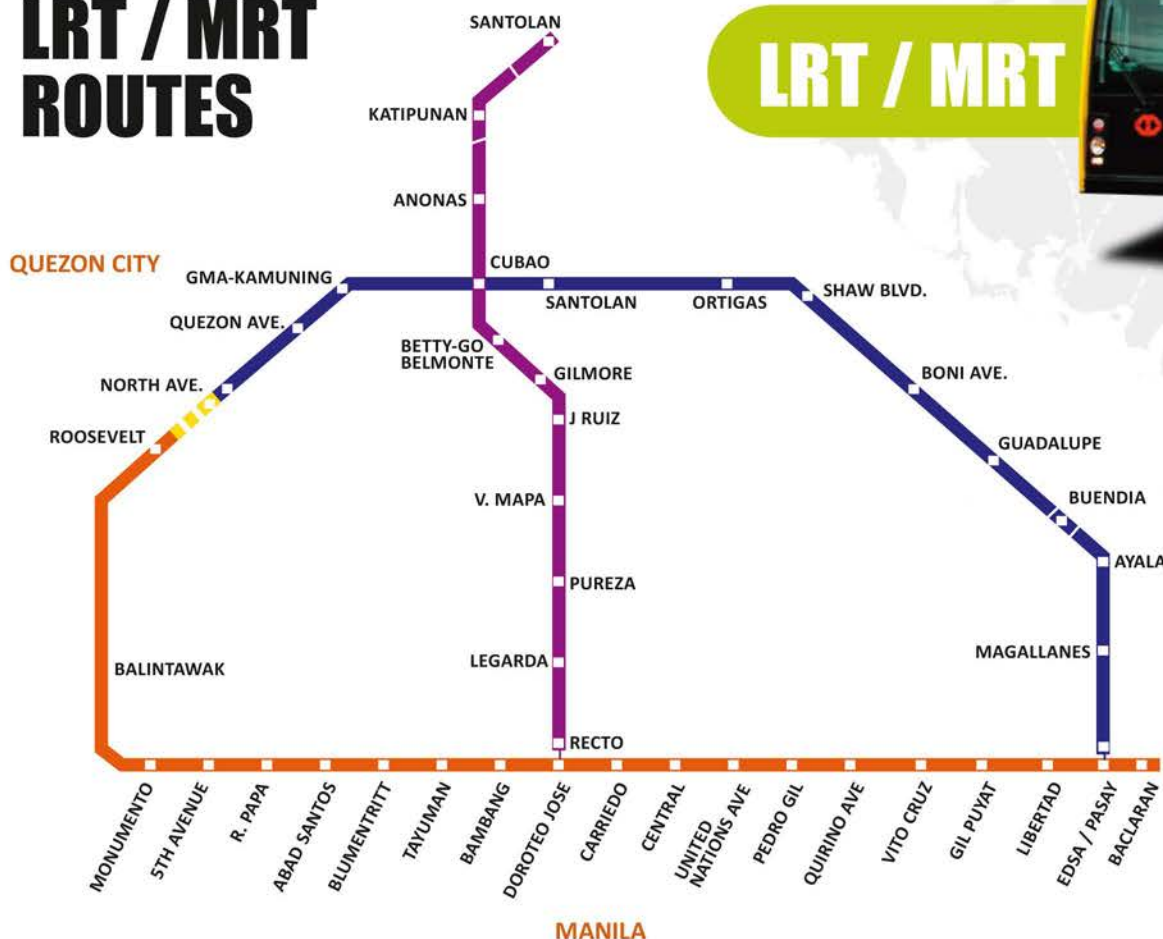 LRT / MRT
ROUTES
LRT / MRT
SANTOLAN
KATIPUNAN
ANONAS
QUEZON CITY
CUBAO
GMA-KAMUNING
SANTOLAN
ORTIGAS
SHAW BLVD.
QUEZON AVE.
BETTY-GO
BELMONTE
GILMORE
BONI AVE.
NORTH AVE.
J RUIZ
ROOSEVELT
GUADALUPE
V. MAPA
BUENDIA
AYALA
PUREZA
MAGALLANES
LEGARDA
BALINTAWAK
RECTO
MONUMENTO
5TH AVENUE
R. PAPA
ABAD SANTOS
BLUMENTRITT
TAYUMAN
BAMBANG
DOROTEO JOSE
CARRIEDO
CENTRAL
UNITED
NATIONS AVE
PEDRO GIL
QUIRINO AVE
VITO CRUZ
GIL PUYAT
LIBERTAD
EDSA / PASAY
BACLARAN
MANILA